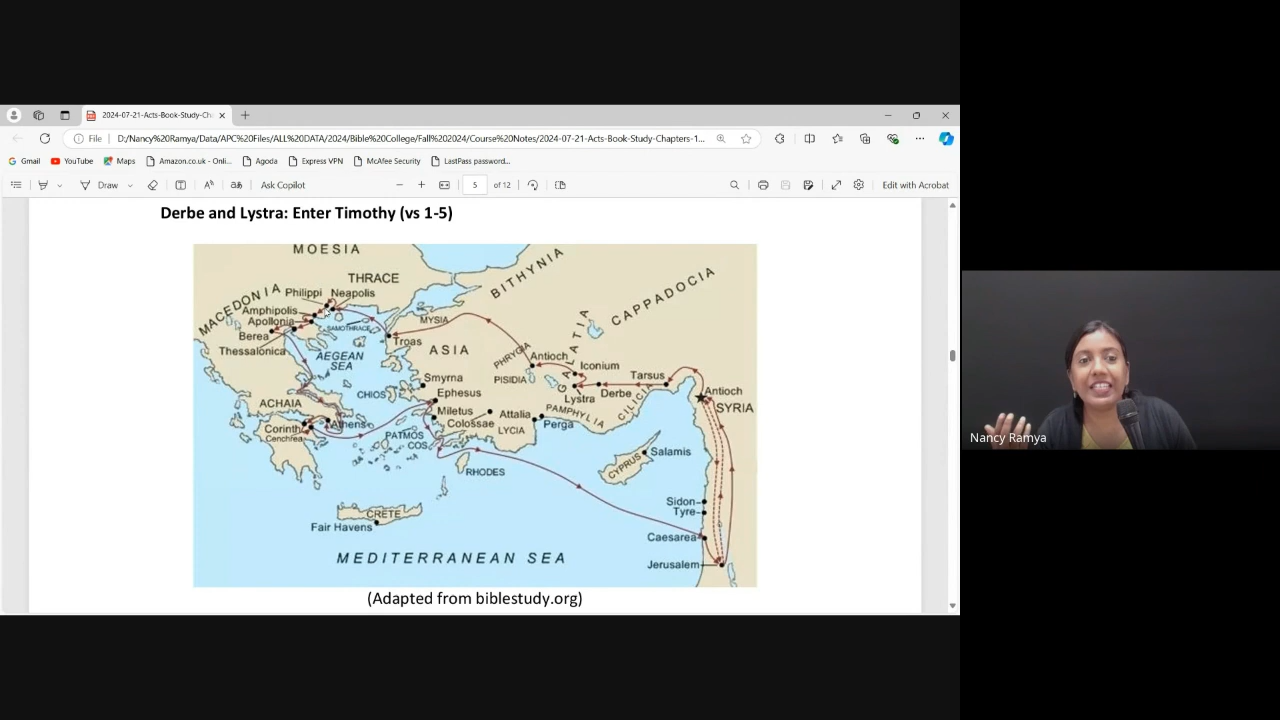 2024-07-21-Acts-Book-Study-Ch
File
D:/Nancy%20Ramya/Data/APC%20Files/ALL%20DATA/2024/Bible%20College/Fall%202024/Course%20Notes/2024-07-21-Acts-Book-Study-Chapters-1...
Gmail YouTube Maps Amazon.co.uk - Onli... Agoda Express VPN McAfee Security LastPass password...
Draw Ask Copilot 5 of 12 Edit with Acrobat
Derbe and Lystra: Enter Timothy (vs 1-5)
MOESIA
THRACE
BITHYNIA
CAPPADOCIA
MACEDONIA
Philippi Neapolis
Amphipolis
Apollonia
SAMOTHRACE
MYSIA
GALATIA
Berea
Troas
Thessalonica
ASIA
PHRYGIA
Antioch
Iconium
AEGEAN
SEA
PISIDIA
Tarsus
Smyrna
Antioch
CHIOS
Ephesus
Lystra
Derbe
CILICIA
SYRIA
ACHAIA
Miletus
Attalia
PAMPHYLIA
Corinth
Athens
Colossae
LYCIA
Perga
Cenchrea
PATMOS
COS
Salamis
CYPRUS
RHODES
Sidon
Tyre
CRETE
Fair Havens
Caesarea
MEDITERRANEAN SEA
Jerusalem
(Adapted from biblestudy.org)
Nancy Ramya